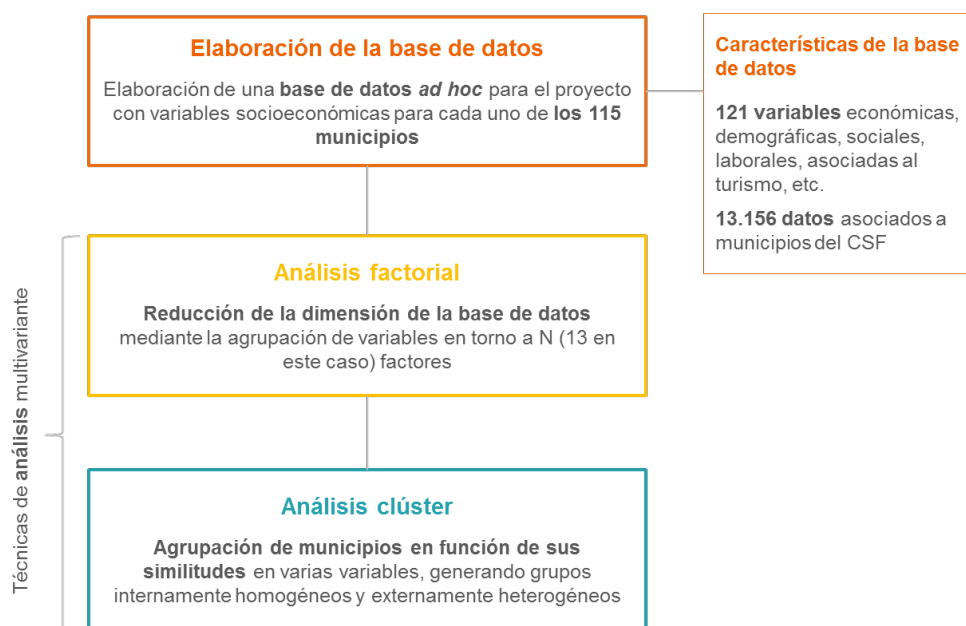 Elaboración de la base de datos
Elaboración de una base de datos ad hoc para el proyecto
con variables socioeconómicas para cada uno de los 115
municipios
Características de la base
de datos
121 variables económicas,
demográficas, sociales,
laborales, asociadas al
turismo, etc.
13.156 datos asociados a
municipios del CSF
Técnicas de análisis multivariante
Análisis factorial
Reducción de la dimensión de la base de datos
mediante la agrupación de variables en torno a N (13 en
este caso) factores
Análisis clúster
Agrupación de municipios en función de sus
similitudes en varias variables, generando grupos
internamente homogéneos y externamente heterogéneos